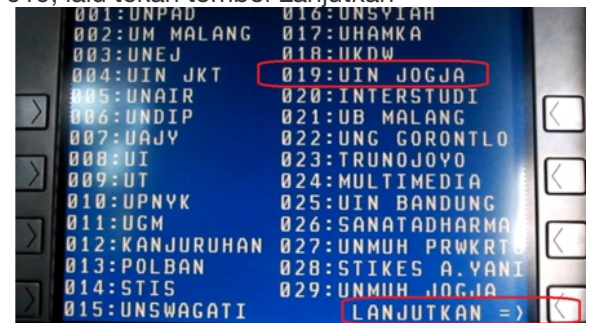 001:UNPAD 016:UNSYIAH
002:UM MALANG 017:UHAMKA
003:UNEJ 018:UKDW
004:UIN JKT 019:UIN JOGJA
005:UNAIR 020:INTERSTUDI
006:UNDIP 021:UB MALANG
007:UAJY 022:UNG GORONTLO
008:UI 023:TRUNOJOYO
009:UT 024:MULTIMEDIA
010:UPNYK 025:UIN BANDUNG
011:UGM 026:SANATADHARMA
012:KANJURUHAN 027:UNMUH PRWKRTO
013:POLBAN 028:STIKES A.YANI
014:STIS 029:UNMUH JOGJA
015:UNSWAGATI LANJUTKAN =>